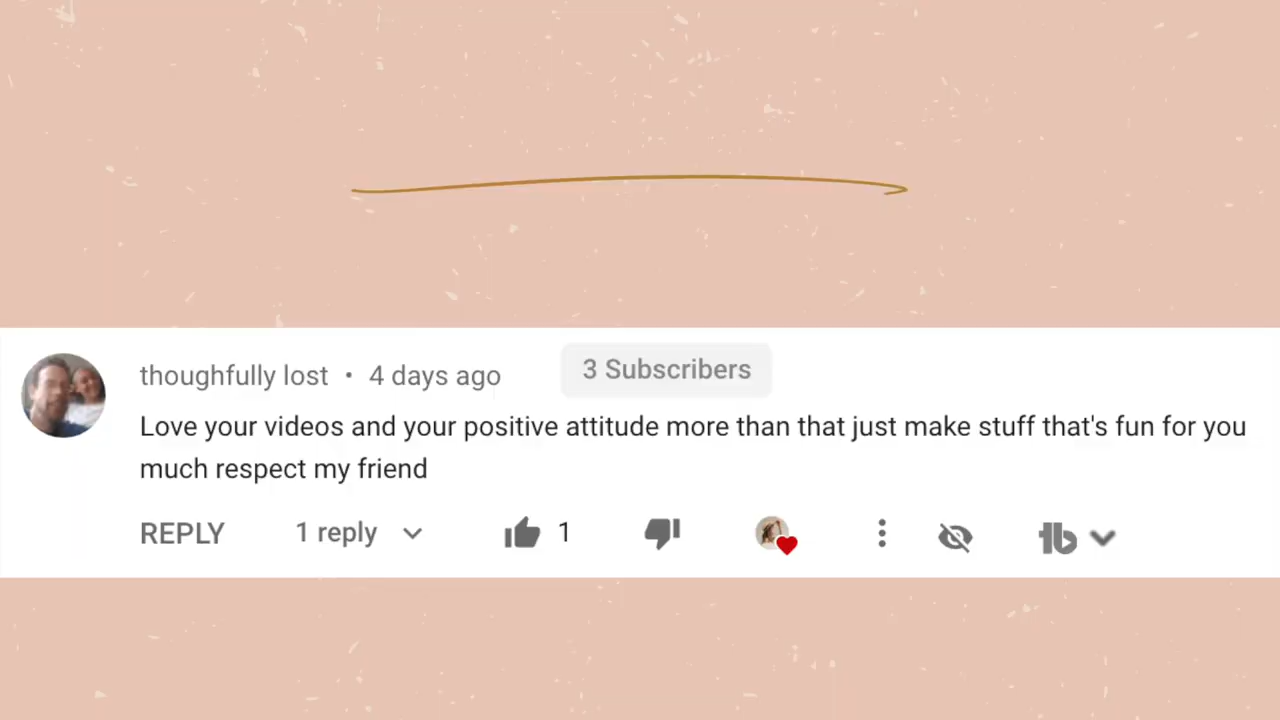 thoughfully lost • 4 days ago 3 Subscribers
Love your videos and your positive attitude more than that just make stuff that's fun for you
much respect my friend
REPLY 1 reply 1 tb